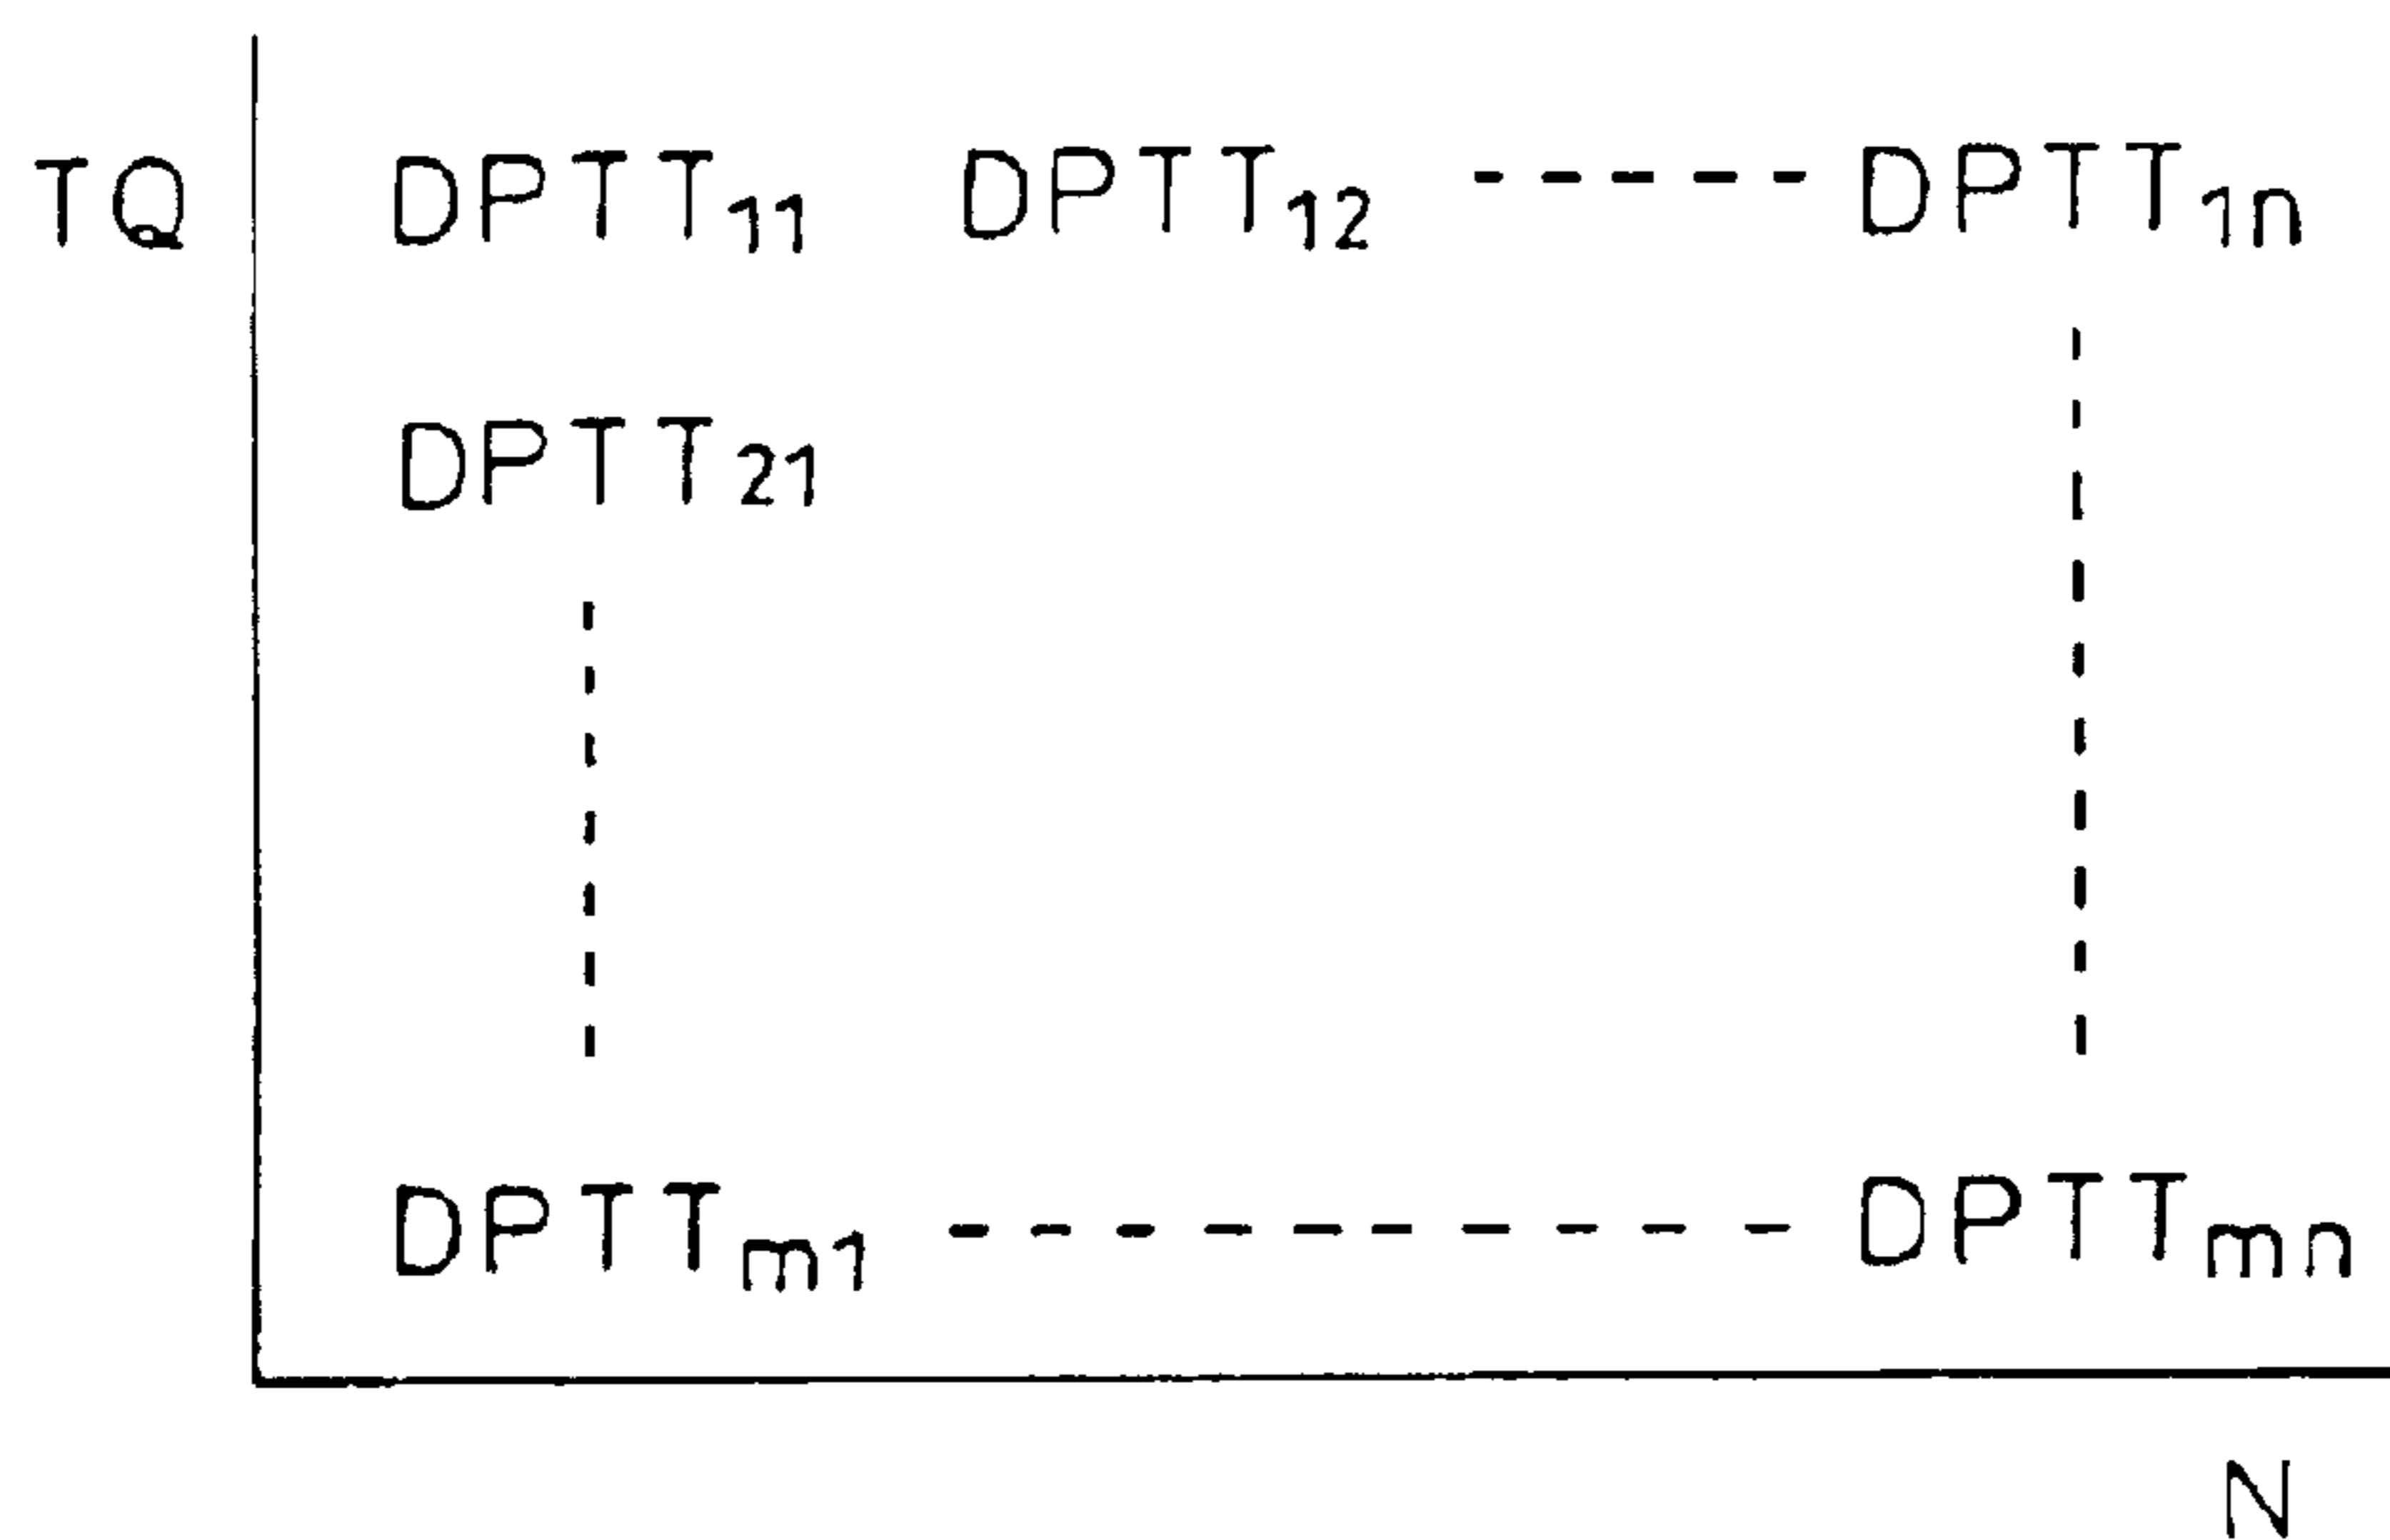 TQ DPTT11 DPTT12 ----- DPTT1n
DPTT21
DPTTm1 ---------- DPTTmn
N